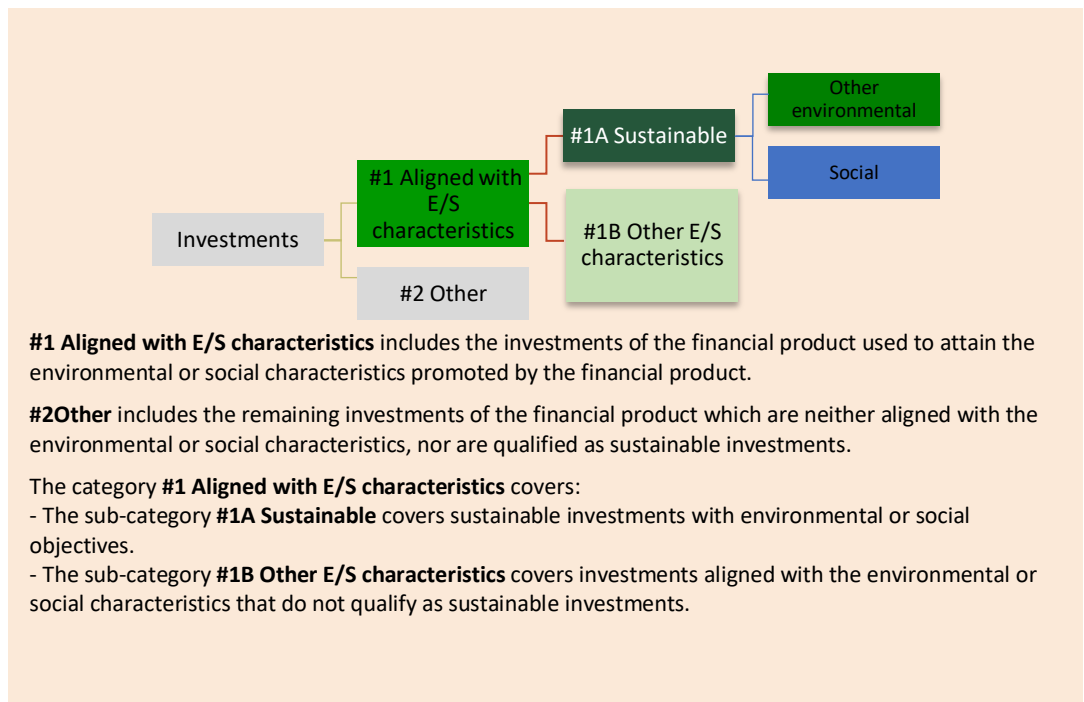 Other
environmental
#1A Sustainable
Social
#1 Aligned with
E/S
characteristics
#1B Other E/S
characteristics
Investments
#2 Other
#1 Aligned with E/S characteristics includes the investments of the financial product used to attain the
environmental or social characteristics promoted by the financial product.
#2Other includes the remaining investments of the financial product which are neither aligned with the
environmental or social characteristics, nor are qualified as sustainable investments.
The category #1 Aligned with E/S characteristics covers:
- The sub-category #1A Sustainable covers sustainable investments with environmental or social
objectives.
- The sub-category #1B Other E/S characteristics covers investments aligned with the environmental or
social characteristics that do not qualify as sustainable investments.